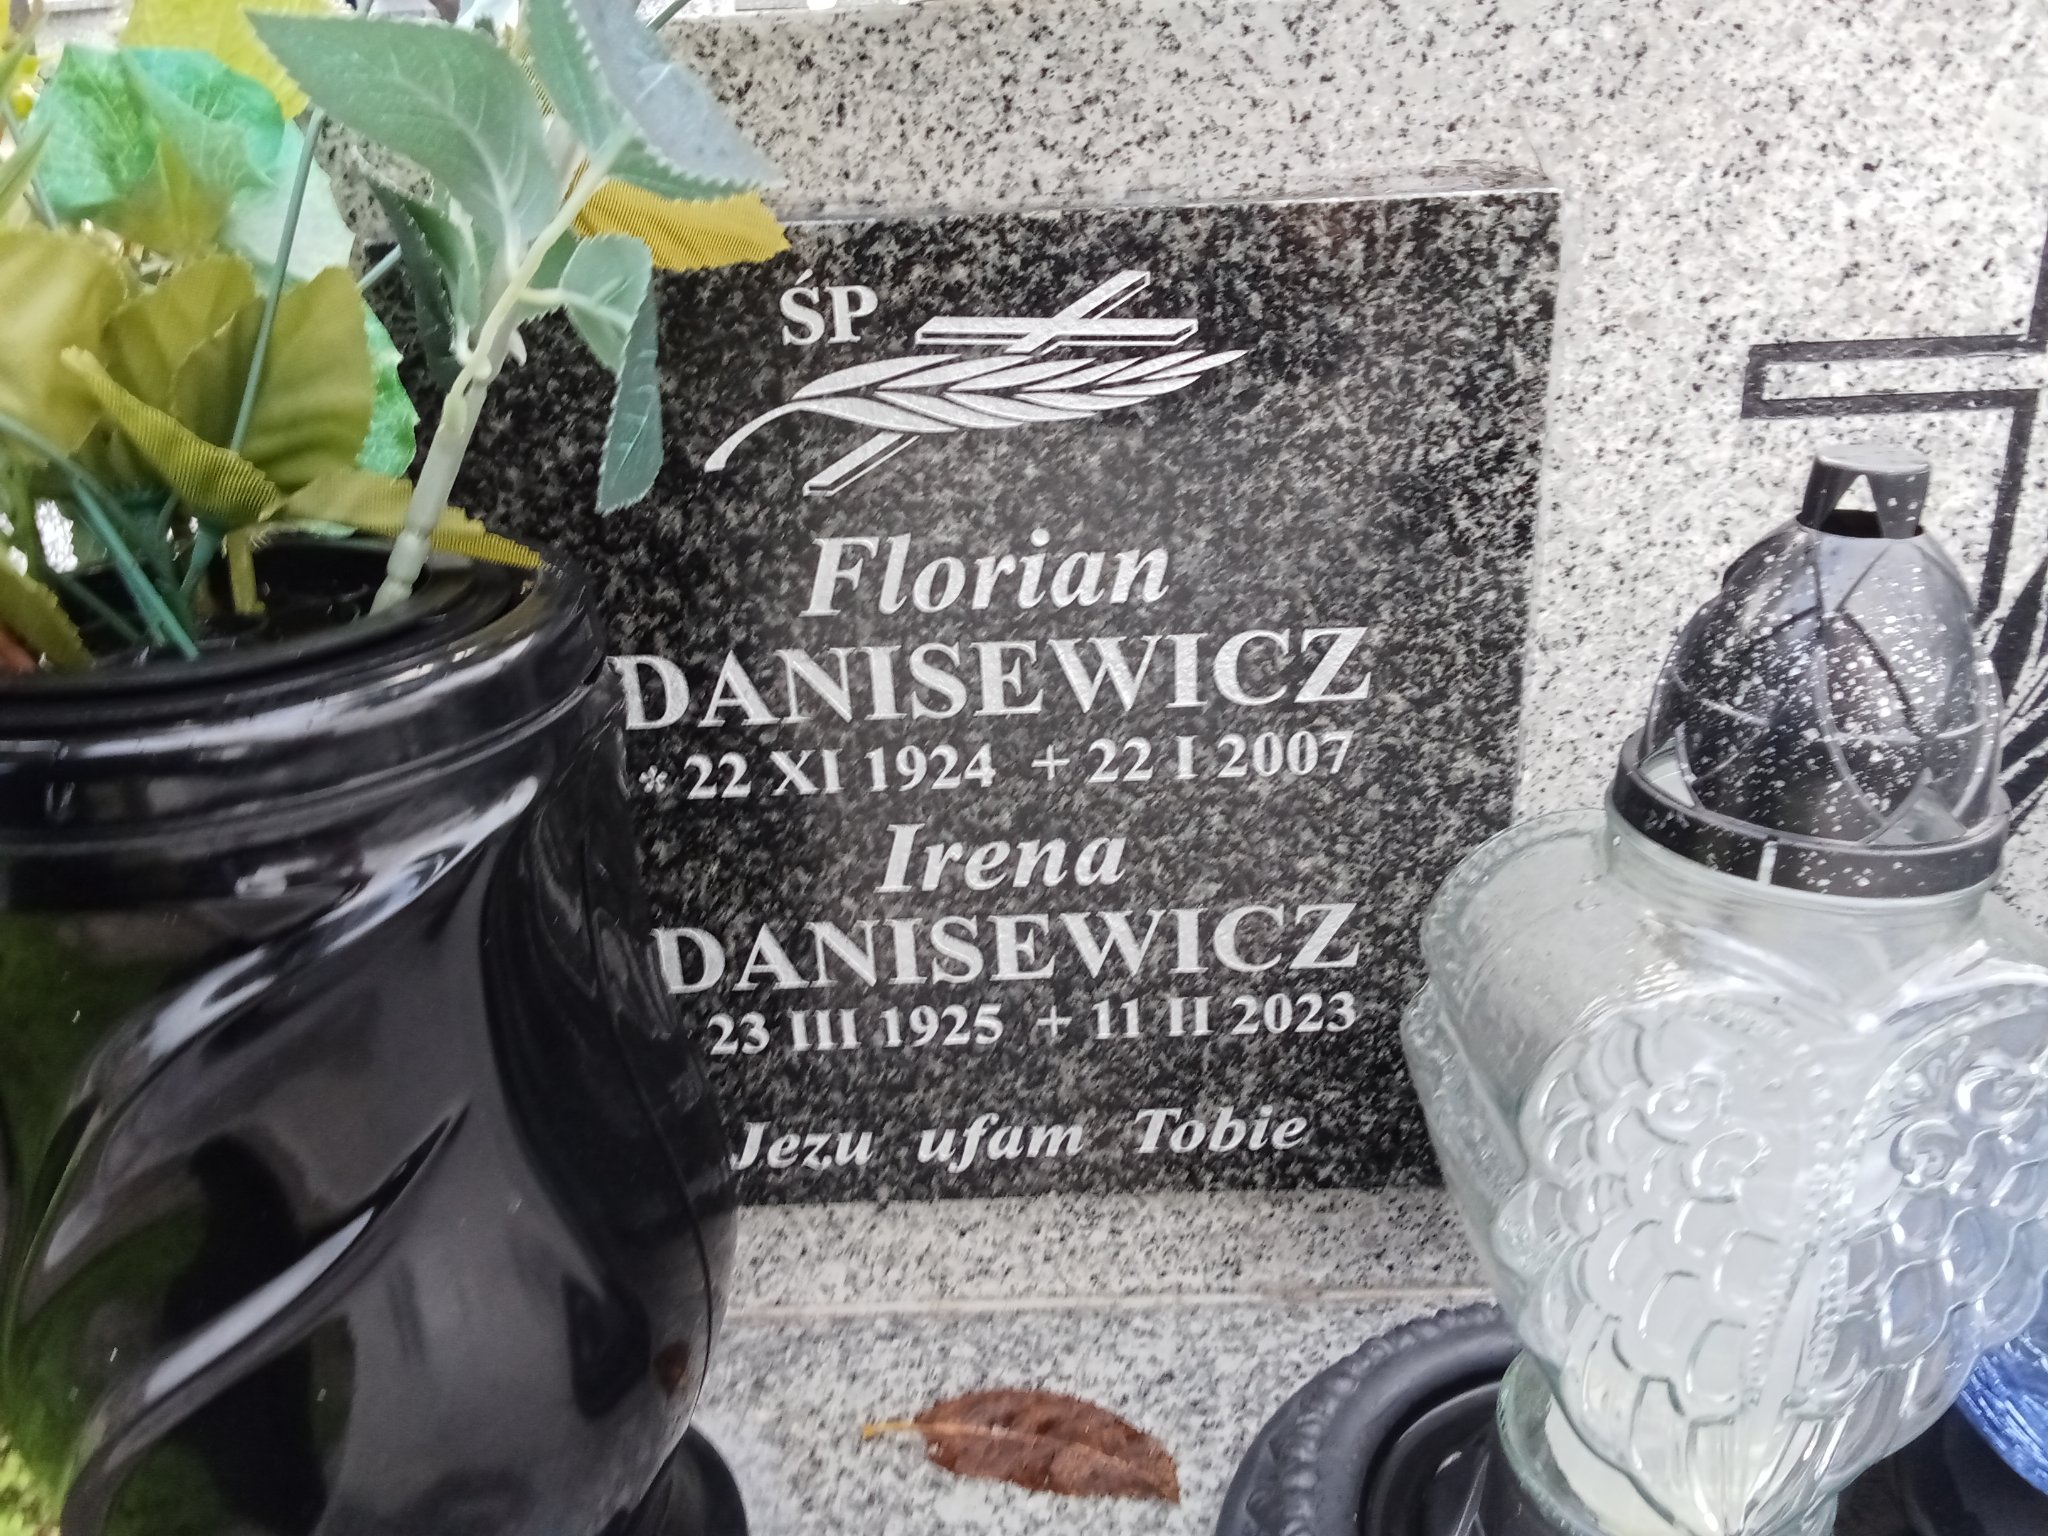 ŚP
Florian
DANISEWICZ
* 22 XI 1924 + 22 I 2007
Irena
DANISEWICZ
23 III 1925 + 11 II 2023
Jezu ufam Tobie